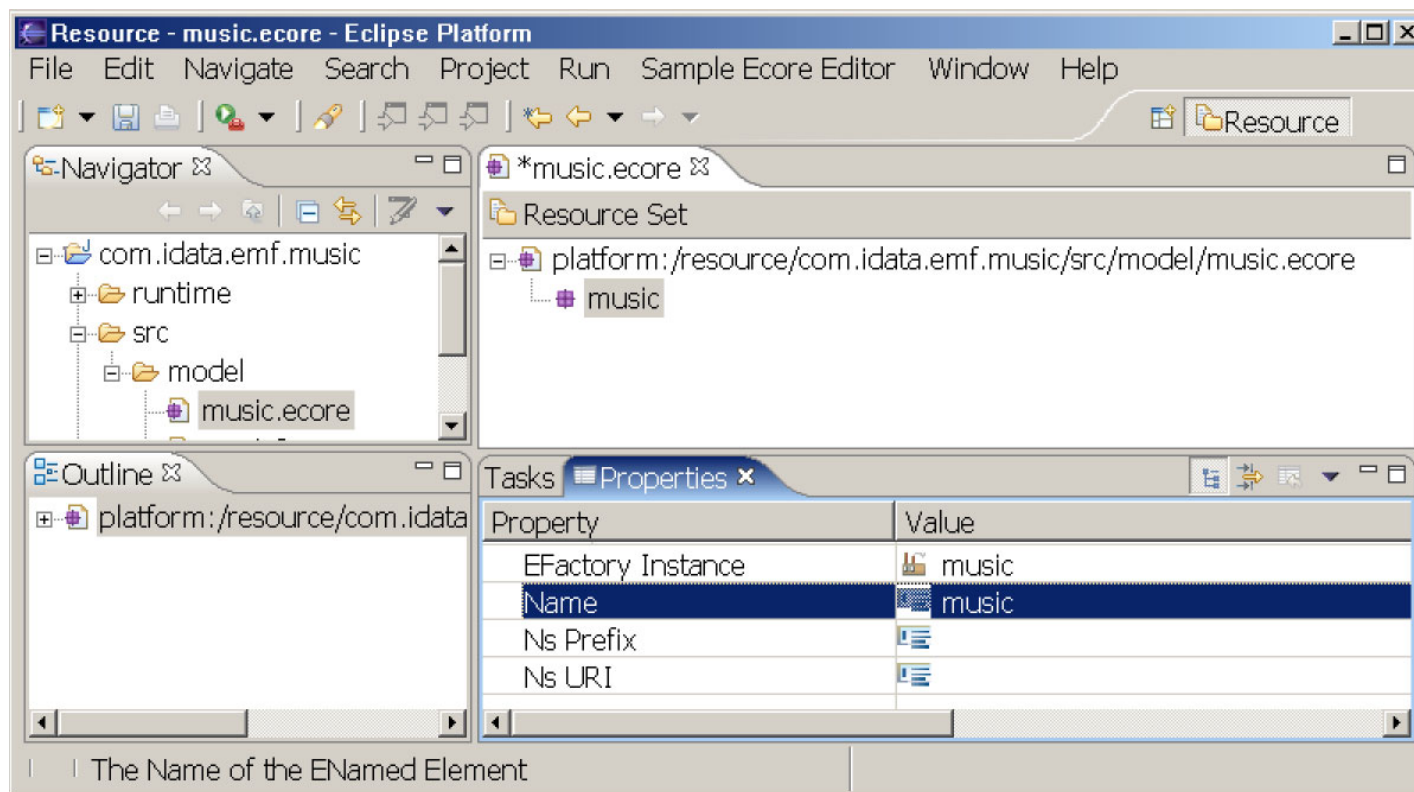 Resource - music.ecore - Eclipse Platform
File Edit Navigate Search Project Run Sample Ecore Editor Window Help
Resource
Navigator
com.idata.emf.music
runtime
src
model
music.ecore
*music.ecore
Resource Set
platform:/resource/com.idata.emf.music/src/model/music.ecore
music
Outline
platform:/resource/com.idata
Tasks Properties
Property Value
EFactory Instance music
Name music
Ns Prefix
Ns URI
The Name of the ENamed Element